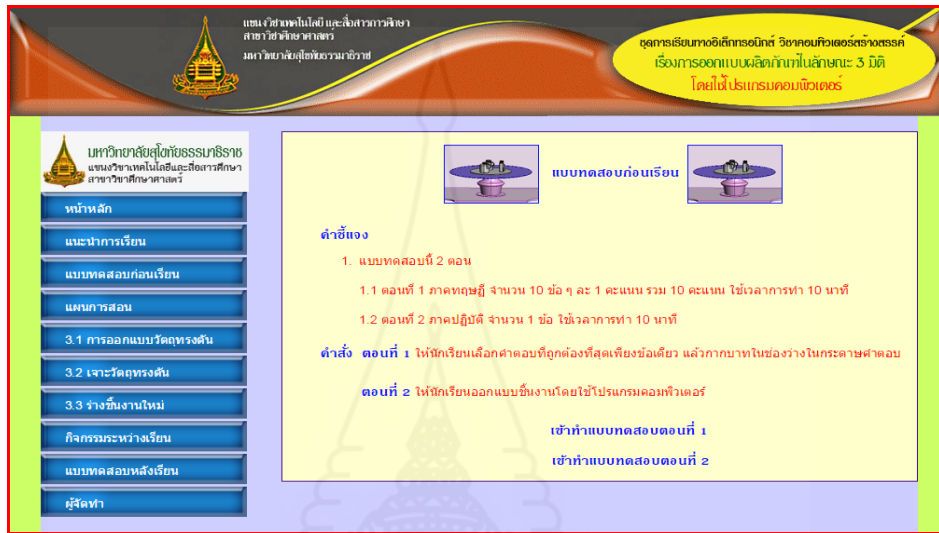 แขนงวิชาเทคโนโลยี และสื่อสารการศึกษา
สาขาวิชาศึกษาศาสตร์
มหาวิทยาลัยสุโขทัยธรรมาธิราช
ชุดการเรียนทางอิเล็กทรอนิกส์ วิชาคอมพิวเตอร์สร้างสรรค์
เรื่องการออกแบบผลิตภัณฑ์ในลักษณะ 3 มิติ
โดยใช้โปรแกรมคอมพิวเตอร์
มหาวิทยาลัยสุโขทัยธรรมาธิราช
แขนงวิชาเทคโนโลยีและสื่อสารการศึกษา
สาขาวิชาศึกษาศาสตร์
หน้าหลัก
แนะนำการเรียน
แบบทดสอบก่อนเรียน
แผนการสอน
3.1 การออกแบบวัตถุทรงตัน
3.2 เจาะวัตถุทรงตัน
3.3 ร่างชิ้นงานใหม่
กิจกรรมระหว่างเรียน
แบบทดสอบหลังเรียน
ผู้จัดทำ
แบบทดสอบก่อนเรียน
คำชี้แจง
1. แบบทดสอบนี้ 2 ตอน
1.1 ตอนที่ 1 ภาคทฤษฎี จำนวน 10 ข้อ ๆ ละ 1 คะแนน รวม 10 คะแนน ใช้เวลาการทำ 10 นาที
1.2 ตอนที่ 2 ภาคปฏิบัติ จำนวน 1 ข้อ ใช้เวลาการทำ 10 นาที
คำสั่ง ตอนที่ 1 ให้นักเรียนเลือกคำตอบที่ถูกต้องที่สุดเพียงข้อเดียว แล้วกากบาทในช่องว่างในกระดาษคำตอบ
ตอนที่ 2 ให้นักเรียนออกแบบชิ้นงานโดยใช้โปรแกรมคอมพิวเตอร์
เข้าทำแบบทดสอบตอนที่ 1
เข้าทำแบบทดสอบตอนที่ 2